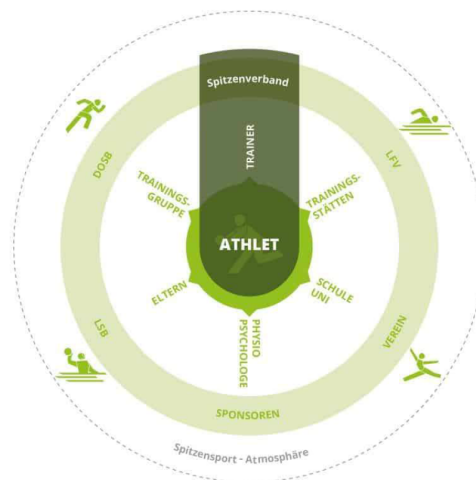 Spitzenverband
TRAINER
DOSB
LFV
TRAININGS-
GRUPPE
TRAININGS-
STÄTTEN
ATHLET
ELTERN
SCHULE
UNI
PHYSIO
PSYCHOLOGE
LSB
VEREIN
SPONSOREN
Spitzensport - Atmosphäre